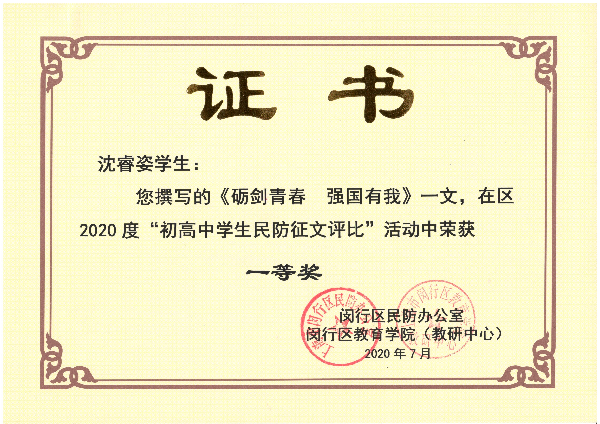 证书
沈睿姿学生：
您撰写的《砺剑青春　强国有我》一文，在区
2020度“初高中学生民防征文评比”活动中荣获
一等奖
闵行区民防办公室
闵行区教育学院（教研中心）
2020年7月